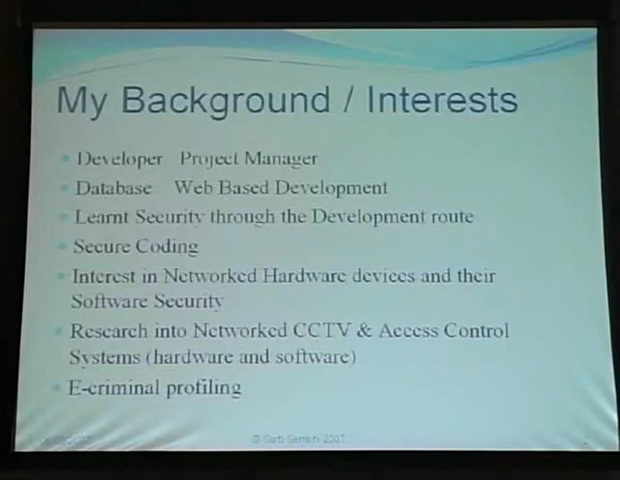 My Background / Interests
Developer Project Manager
Database Web Based Development
Learnt Security through the Development route
Secure Coding
Interest in Networked Hardware devices and their
Software Security
Research into Networked CCTV & Access Control
Systems (hardware and software)
E-criminal profiling
© 2007